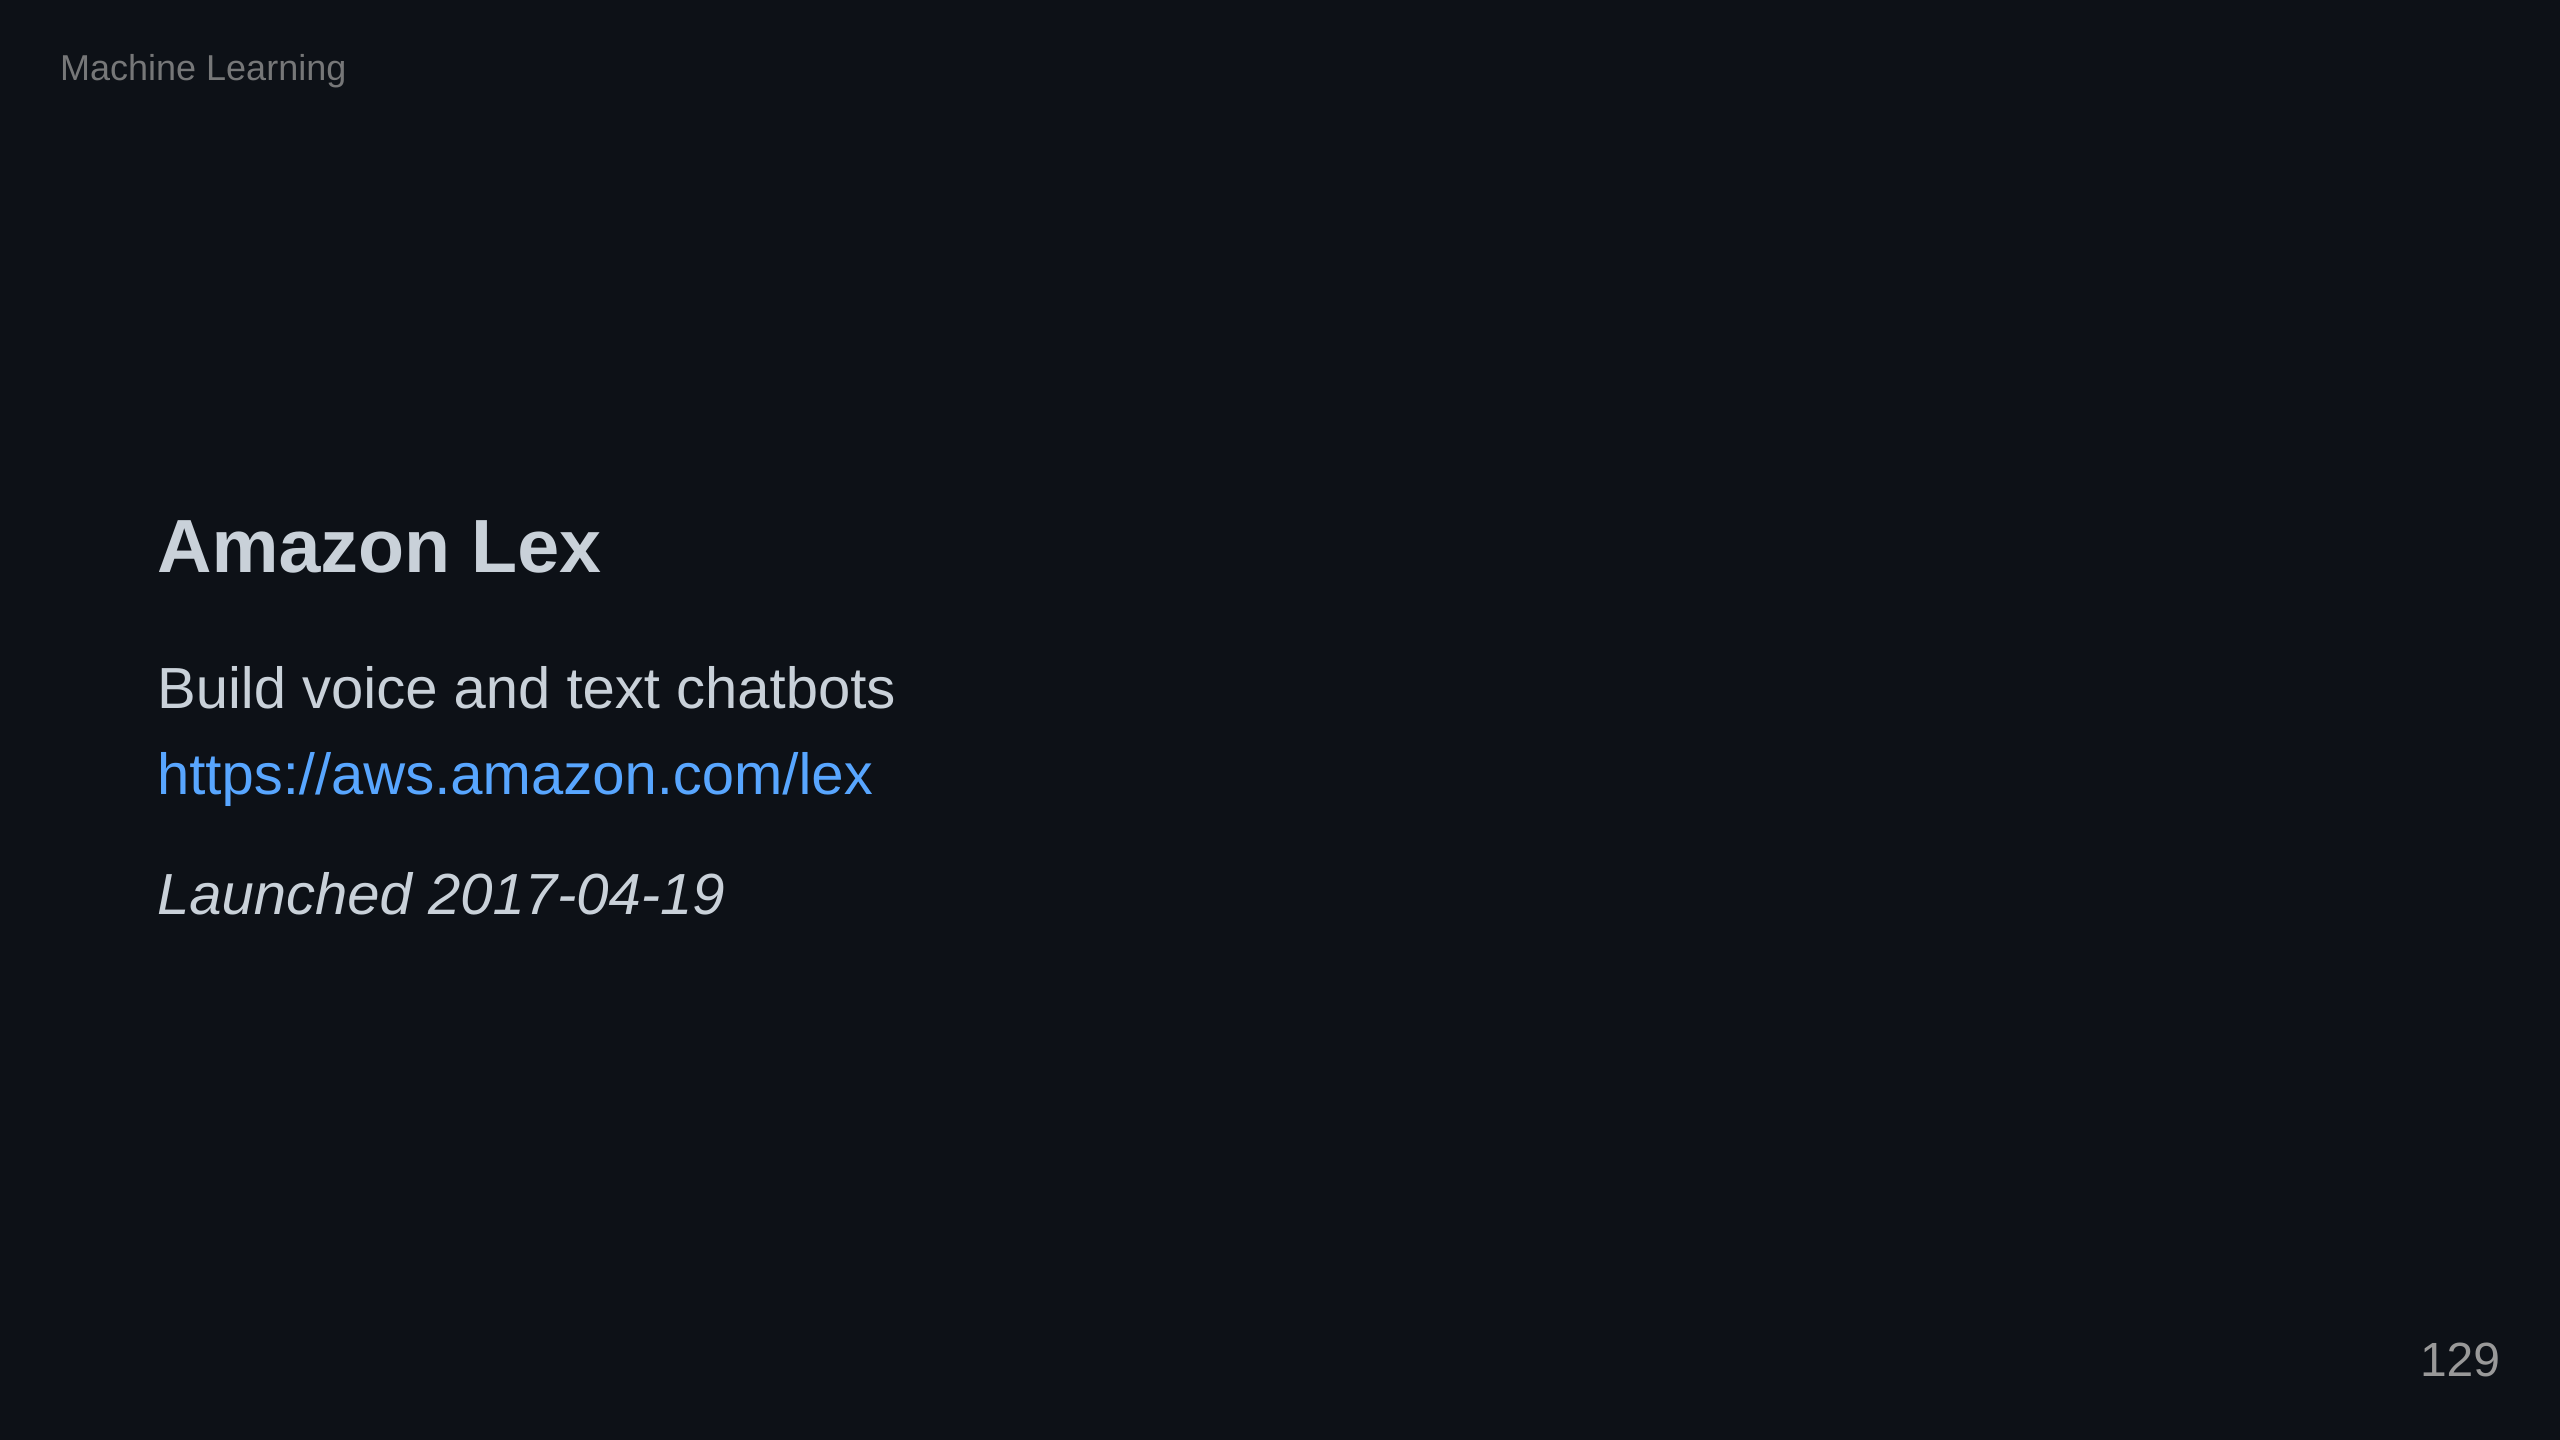 Machine Learning
Amazon Lex
Build voice and text chatbots
https://aws.amazon.com/lex
Launched 2017-04-19
129